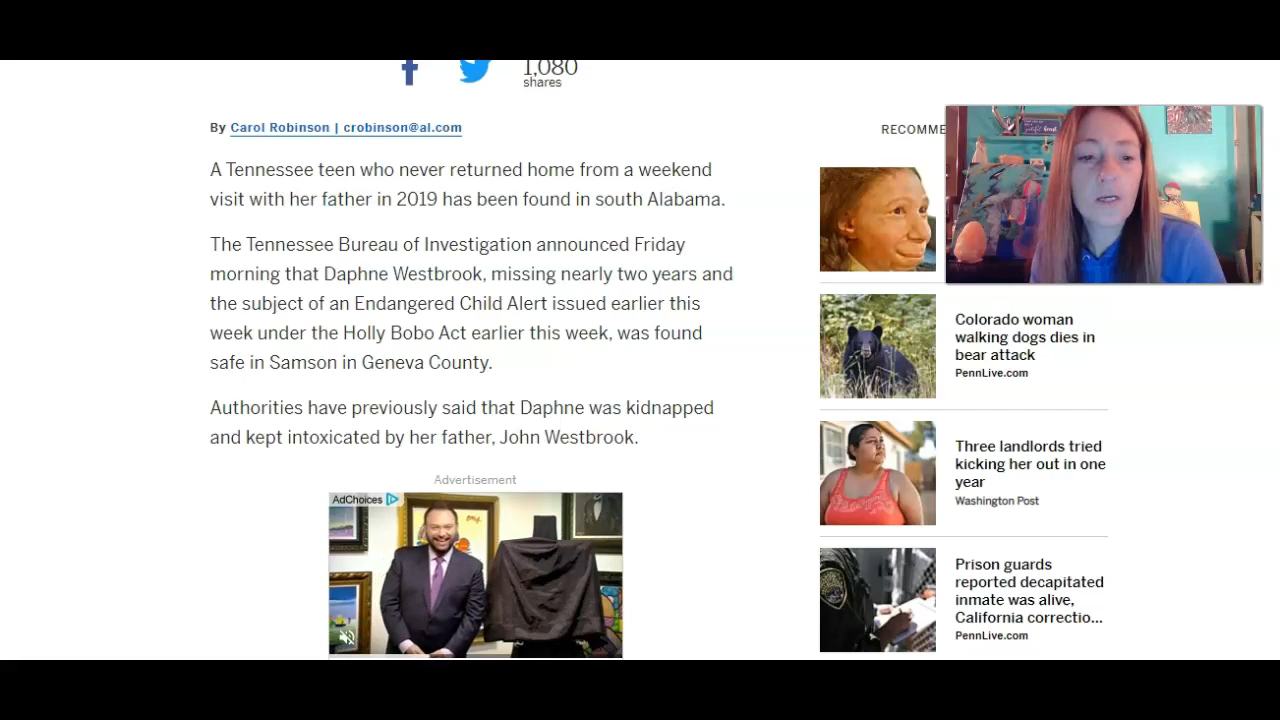 1,080
shares
By Carol Robinson | crobinson@al.com
A Tennessee teen who never returned home from a weekend
visit with her father in 2019 has been found in south Alabama.
The Tennessee Bureau of Investigation announced Friday
morning that Daphne Westbrook, missing nearly two years and
the subject of an Endangered Child Alert issued earlier this
week under the Holly Bobo Act earlier this week, was found
safe in Samson in Geneva County.
Authorities have previously said that Daphne was kidnapped
and kept intoxicated by her father, John Westbrook.
Advertisement
AdChoices
RECOMME
Colorado woman
walking dogs dies in
bear attack
PennLive.com
Three landlords tried
kicking her out in one
year
Washington Post
Prison guards
reported decapitated
inmate was alive,
California correctio...
PennLive.com